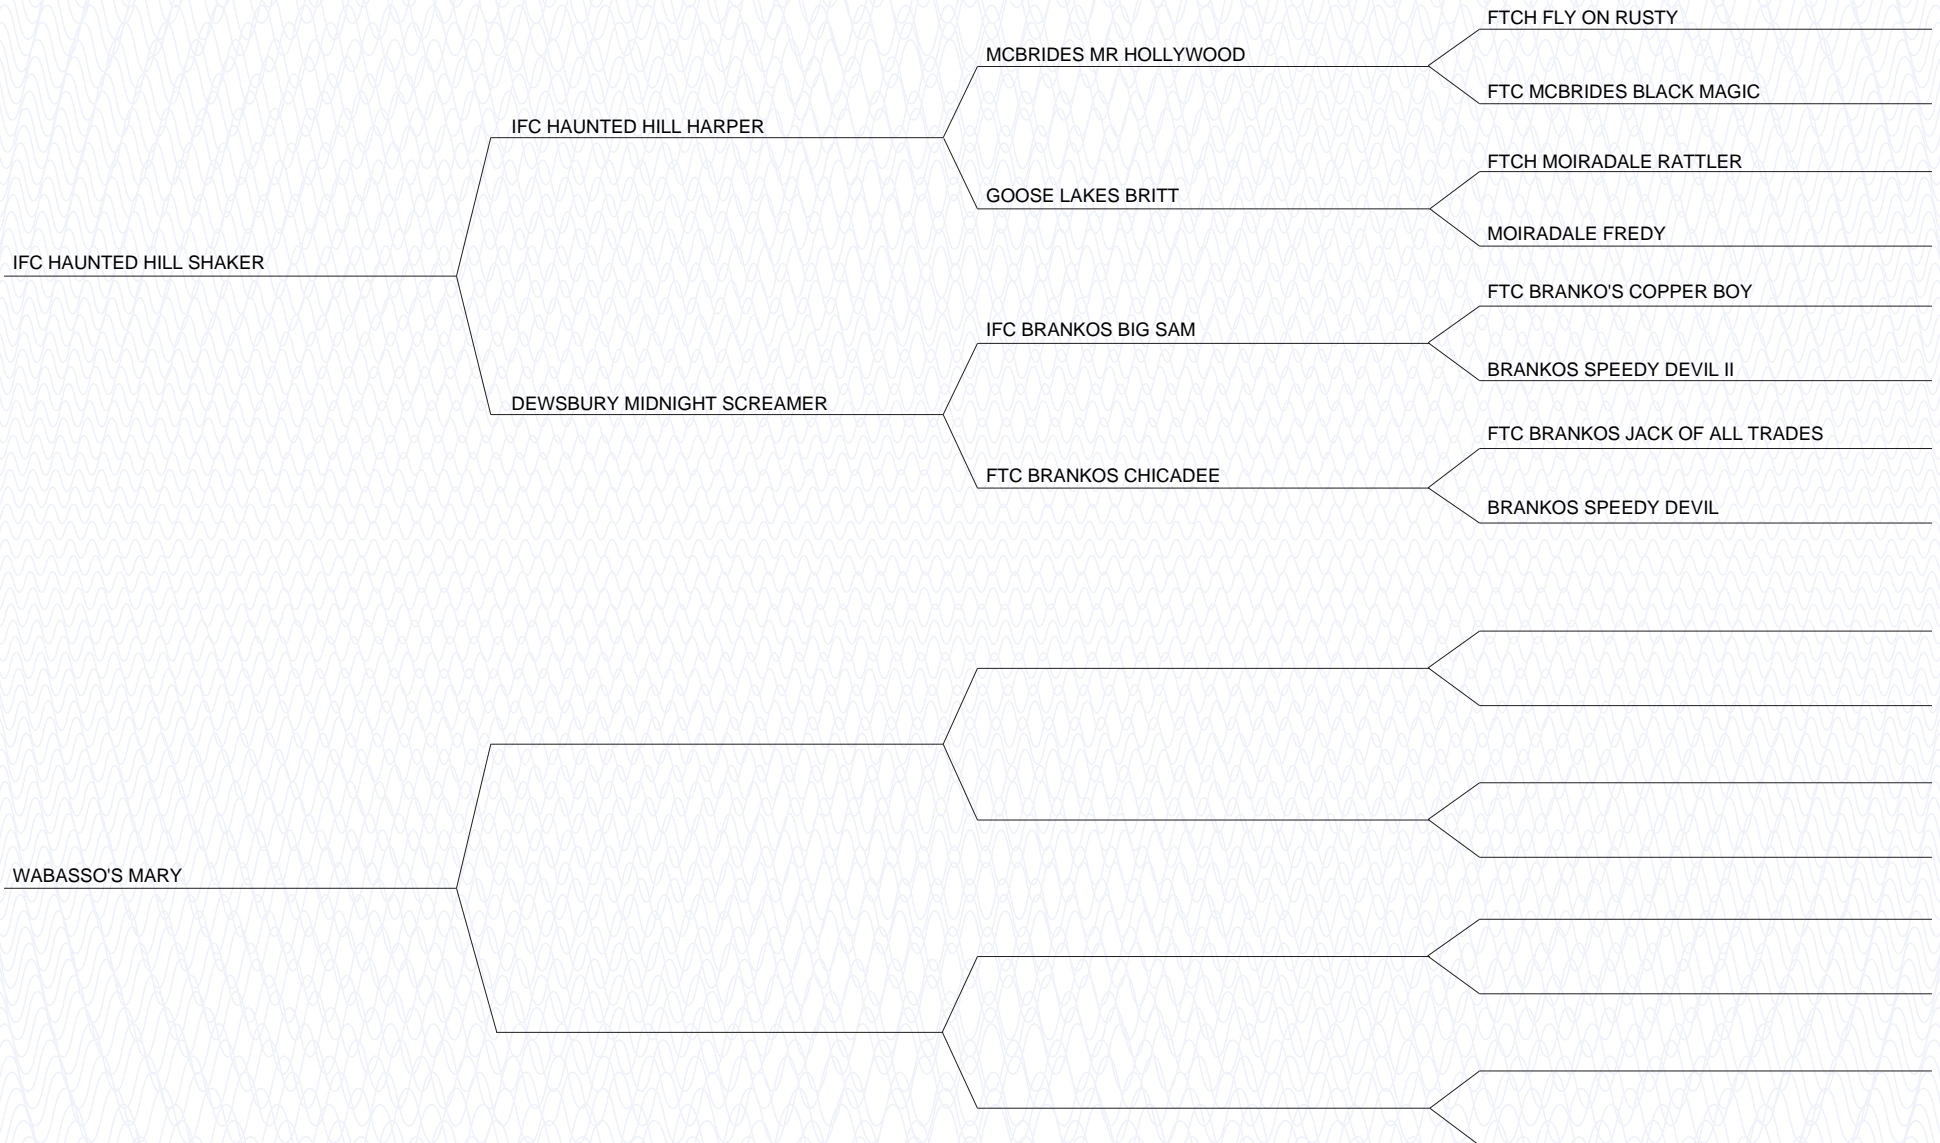 FTCH FLY ON RUSTY
MCBRIDES MR HOLLYWOOD
FTC MCBRIDES BLACK MAGIC
IFC HAUNTED HILL HARPER
FTCH MOIRADALE RATTLER
GOOSE LAKES BRITT
MOIRADALE FREDY
IFC HAUNTED HILL SHAKER
FTC BRANKO'S COPPER BOY
IFC BRANKOS BIG SAM
BRANKOS SPEEDY DEVIL II
DEWSBURY MIDNIGHT SCREAMER
FTC BRANKOS JACK OF ALL TRADES
FTC BRANKOS CHICADEE
BRANKOS SPEEDY DEVIL
WABASSO'S MARY